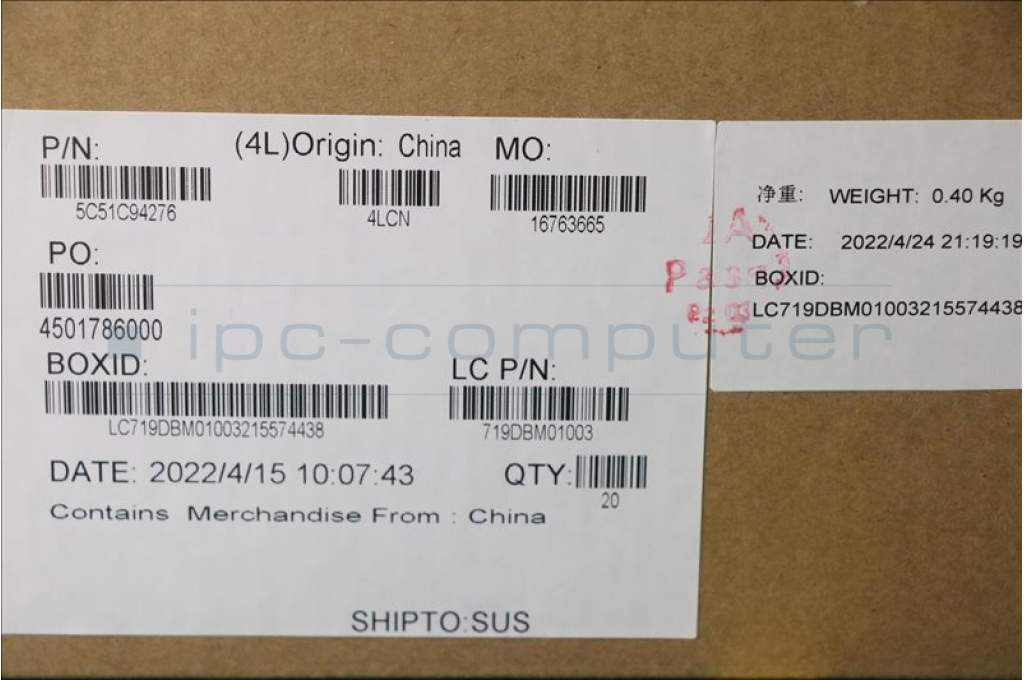 P/N:
(4L)Origin: China
MO:
5C51C94276
4LCN
16763665
PO:
4501786000
BOXID:
LC P/N:
LC719DBM01003215574438
719DBM01003
DATE: 2022/4/15 10:07:43
QTY:
20
Contains Merchandise From : China
SHIPTO:SUS
净重: WEIGHT: 0.40 Kg
DATE: 2022/4/24 21:19:19
BOXID:
LC719DBM01003215574438
ipc-computer